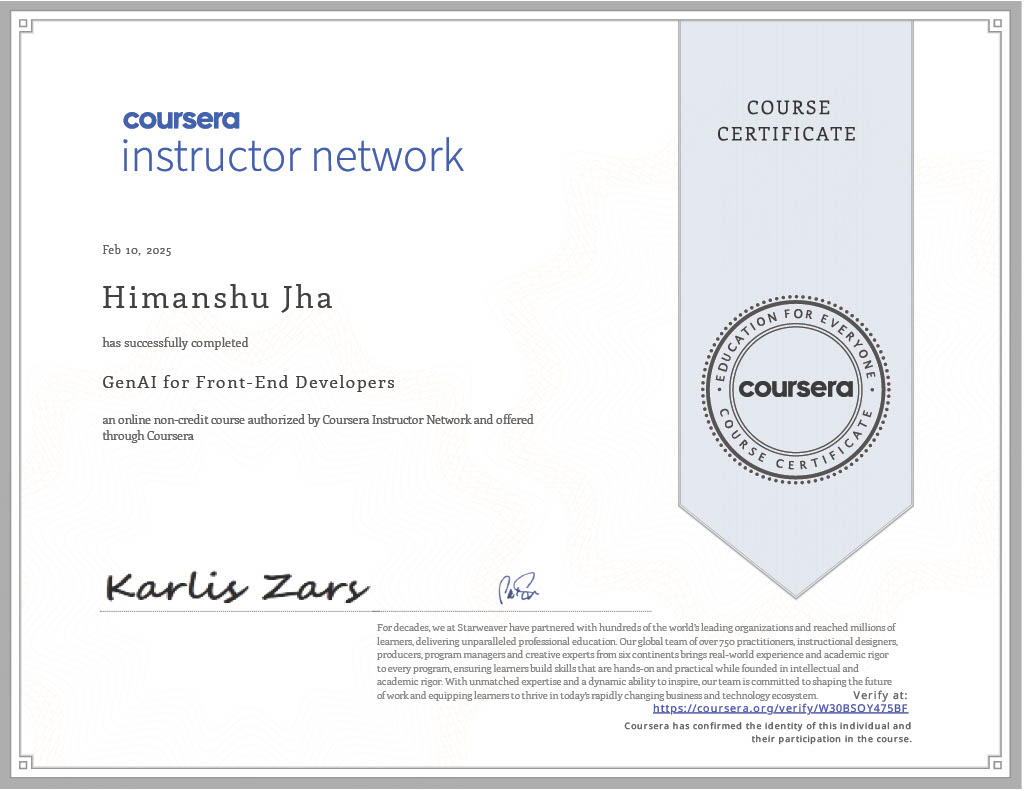 coursera
instructor network
COURSE
CERTIFICATE
Feb 10, 2025
Himanshu Jha
has successfully completed
GenAI for Front-End Developers
an online non-credit course authorized by Coursera Instructor Network and offered
through Coursera
EDUCATION FOR EVERYONE
coursera
COURSE CERTIFICATE
Karlis Zars
For decades, we at Starweaver have partnered with hundreds of the world's leading organizations and reached millions of
learners, delivering unparalleled professional education. Our global team of over 750 practitioners, instructional designers,
producers, program managers and creative experts from six continents brings real-world experience and academic rigor
to every program, ensuring learners build skills that are hands-on and practical while founded in intellectual and
academic rigor. With unmatched expertise and a dynamic ability to inspire, our team is committed to shaping the future
of work and equipping learners to thrive in today's rapidly changing business and technology ecosystem.
Verify at:
https://coursera.org/verify/W30BSOY475BF
Coursera has confirmed the identity of this individual and
their participation in the course.